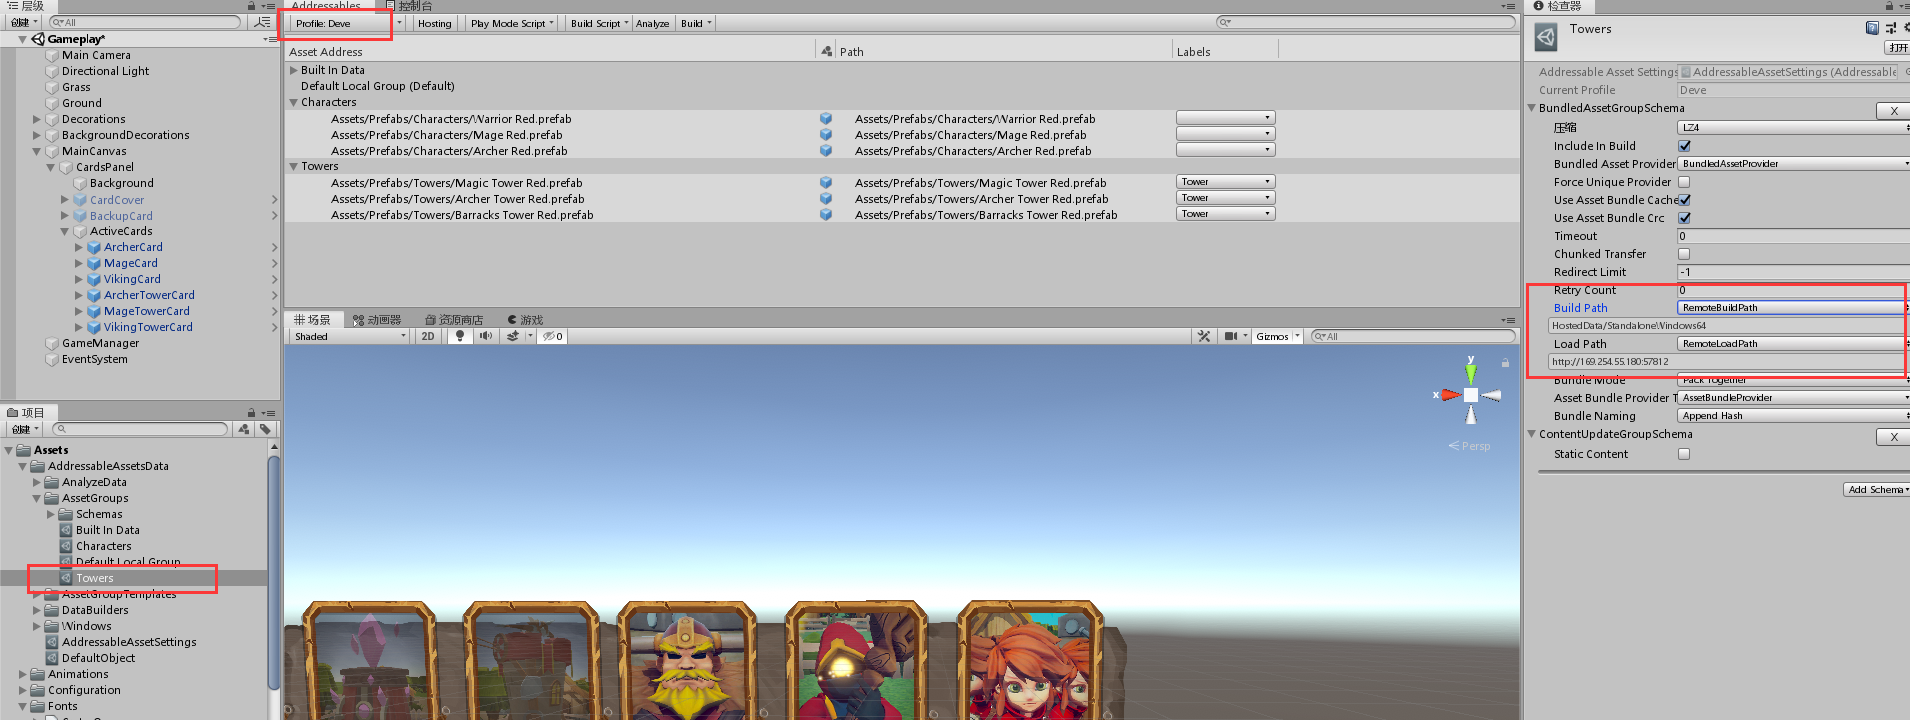 层级
创建
All
Gameplay*
Main Camera
Directional Light
Grass
Ground
Decorations
BackgroundDecorations
MainCanvas
CardsPanel
Background
CardCover
BackupCard
ActiveCards
ArcherCard
MageCard
VikingCard
ArcherTowerCard
MageTowerCard
VikingTowerCard
GameManager
EventSystem
项目
创建
Assets
AddressableAssetsData
AnalyzeData
AssetGroups
Schemas
Built In Data
Characters
Default Local Group
Towers
AssetGroupTemplates
DataBuilders
Windows
AddressableAssetSettings
DefaultObject
Animations
Configuration
Fonts
Addressables
控制台
Profile: Deve
Hosting
Play Mode Script
Build Script
Analyze
Build
Asset Address
Path
Labels
Built In Data
Default Local Group (Default)
Characters
Assets/Prefabs/Characters/Warrior Red.prefab Assets/Prefabs/Characters/Warrior Red.prefab
Assets/Prefabs/Characters/Mage Red.prefab Assets/Prefabs/Characters/Mage Red.prefab
Assets/Prefabs/Characters/Archer Red.prefab Assets/Prefabs/Characters/Archer Red.prefab
Towers
Assets/Prefabs/Towers/Magic Tower Red.prefab Assets/Prefabs/Towers/Magic Tower Red.prefab Tower
Assets/Prefabs/Towers/Archer Tower Red.prefab Assets/Prefabs/Towers/Archer Tower Red.prefab Tower
Assets/Prefabs/Towers/Barracks Tower Red.prefab Assets/Prefabs/Towers/Barracks Tower Red.prefab Tower
场景
动画器
资源商店
游戏
Shaded
2D
0
Gizmos
All
y
x
Persp
检查器
Towers
打开
Addressable Asset Settings AddressableAssetSettings (Addressable
Current Profile Deve
BundledAssetGroupSchema X
压缩 LZ4
Include In Build
Bundled Asset Provider BundledAssetProvider
Force Unique Provider
Use Asset Bundle Cache
Use Asset Bundle Crc
Timeout 0
Chunked Transfer
Redirect Limit -1
Retry Count 0
Build Path RemoteBuildPath
HostedData/Standalone\Windows64
Load Path RemoteLoadPath
http://169.254.55.180:57812
Bundle Mode Pack Together
Asset Bundle Provider T AssetBundleProvider
Bundle Naming Append Hash
ContentUpdateGroupSchema X
Static Content
Add Schema